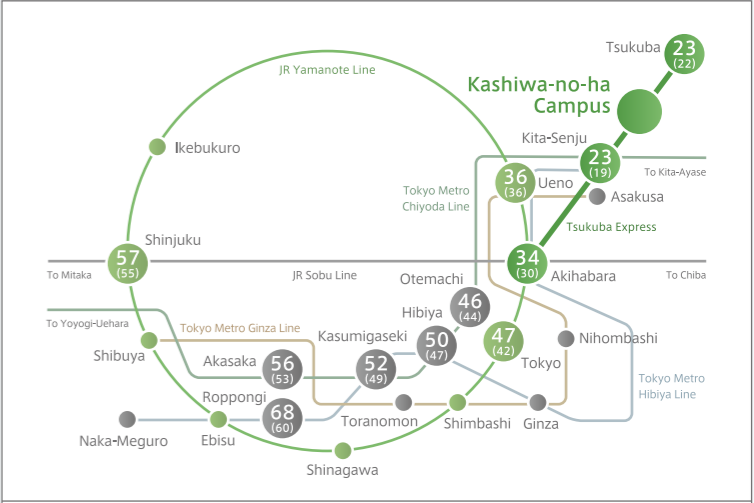 Tsukuba
23
(22)
JR Yamanote Line
Kashiwa-no-ha
Campus
Kita-Senju
23
(19)
Ikebukuro
To Kita-Ayase
36
(36)
Ueno
Tokyo Metro
Chiyoda Line
Asakusa
Tsukuba Express
Shinjuku
57
(55)
34
(30)
To Mitaka
JR Sobu Line
Akihabara
To Chiba
Otemachi
46
(44)
Hibiya
To Yoyogi-Uehara
Tokyo Metro Ginza Line
Kasumigaseki
50
(47)
47
(42)
Nihombashi
Shibuya
Akasaka
56
(53)
52
(49)
Tokyo
Tokyo Metro
Hibiya Line
Roppongi
68
(60)
Naka-Meguro
Ebisu
Toranomon
Shimbashi
Ginza
Shinagawa